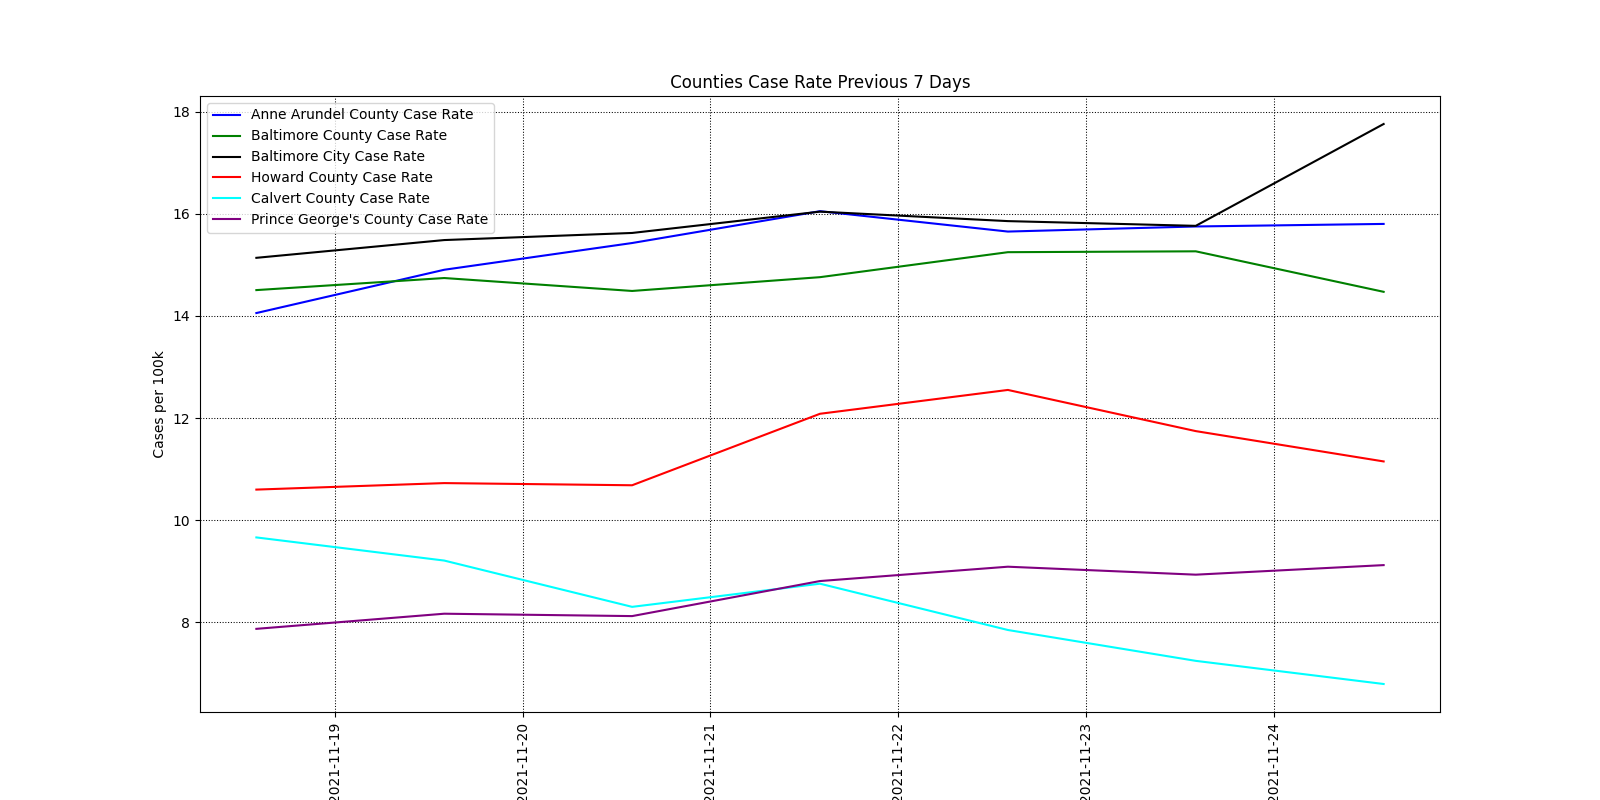 Counties Case Rate Previous 7 Days
Anne Arundel County Case Rate
Baltimore County Case Rate
Baltimore City Case Rate
Howard County Case Rate
Calvert County Case Rate
Prince George's County Case Rate
Cases per 100k
18
16
14
12
10
8
2021-11-19
2021-11-20
2021-11-21
2021-11-22
2021-11-23
2021-11-24